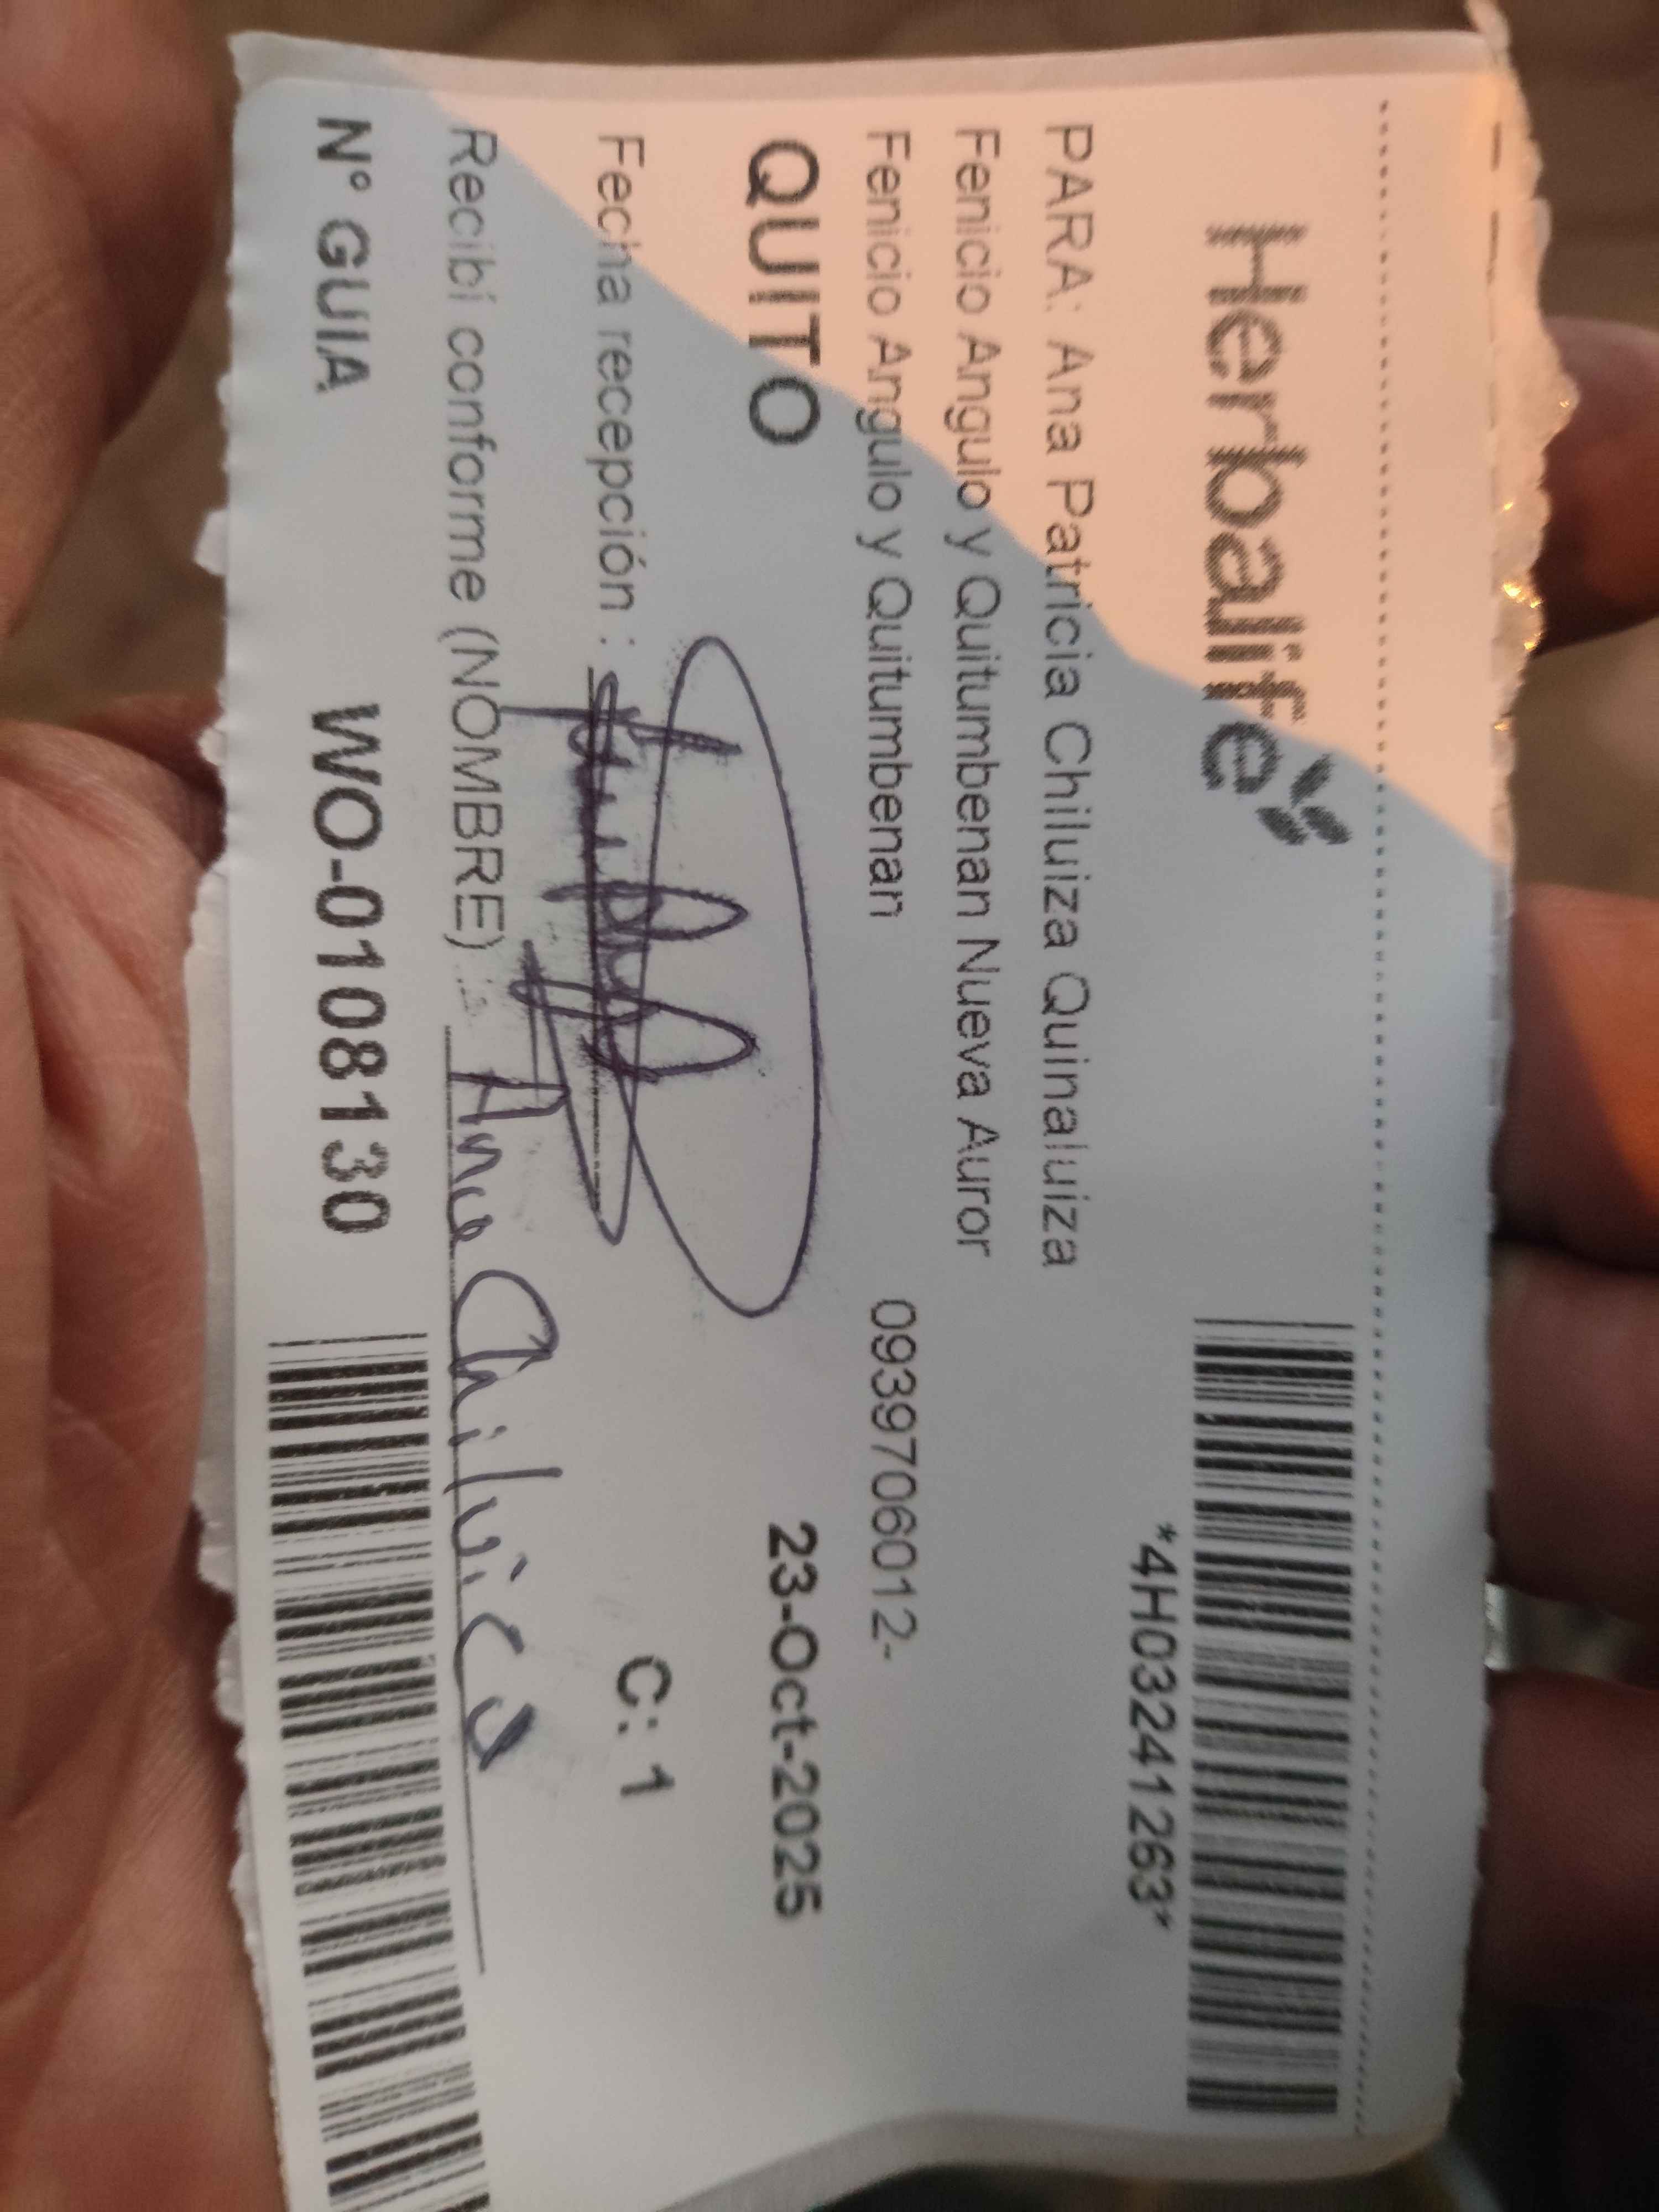 Herbalife
*4H03241263*
PARA: Ana Patricia Chiluiza Quinaluiza
Fenicio Angulo y Quitumbenan Nueva Auror
Fenicio Angulo y Quitumbenan 0939706012-
QUITO 23-Oct-2025
Fecha recepción : C: 1
Recibí conforme (NOMBRE) : Ana Chiluiza
N° GUIA WO-0108130